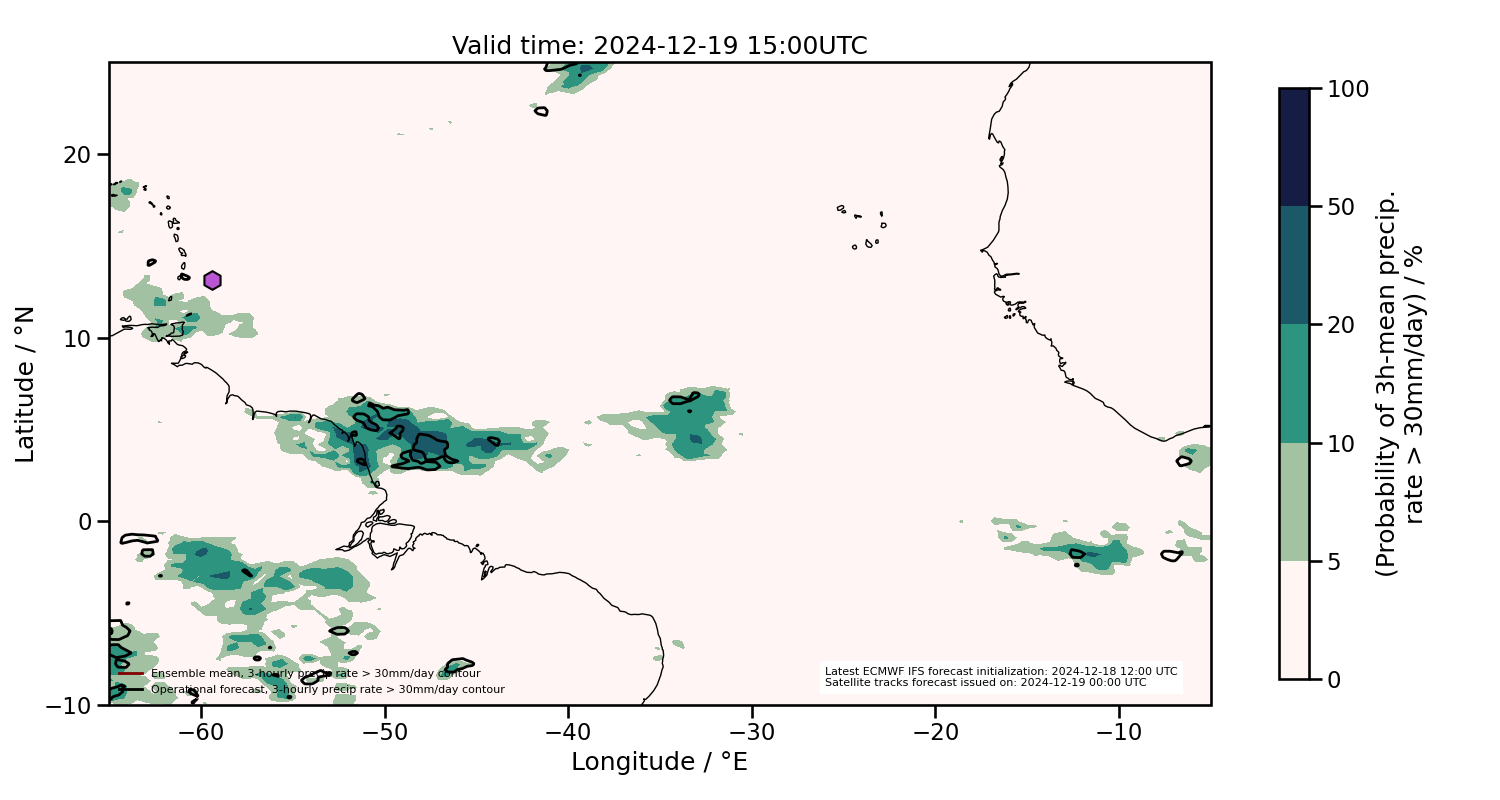 Valid time: 2024-12-19 15:00UTC
20
10
0
−10
Latitude / °N
−60
−50
−40
−30
−20
−10
Longitude / °E
Ensemble mean, 3-hourly precip rate > 30mm/day contour
Operational forecast, 3-hourly precip rate > 30mm/day contour
Latest ECMWF IFS forecast initialization: 2024-12-18 12:00 UTC
Satellite tracks forecast issued on: 2024-12-19 00:00 UTC
100
50
20
10
5
0
(Probability of 3h-mean precip.
rate > 30mm/day) / %